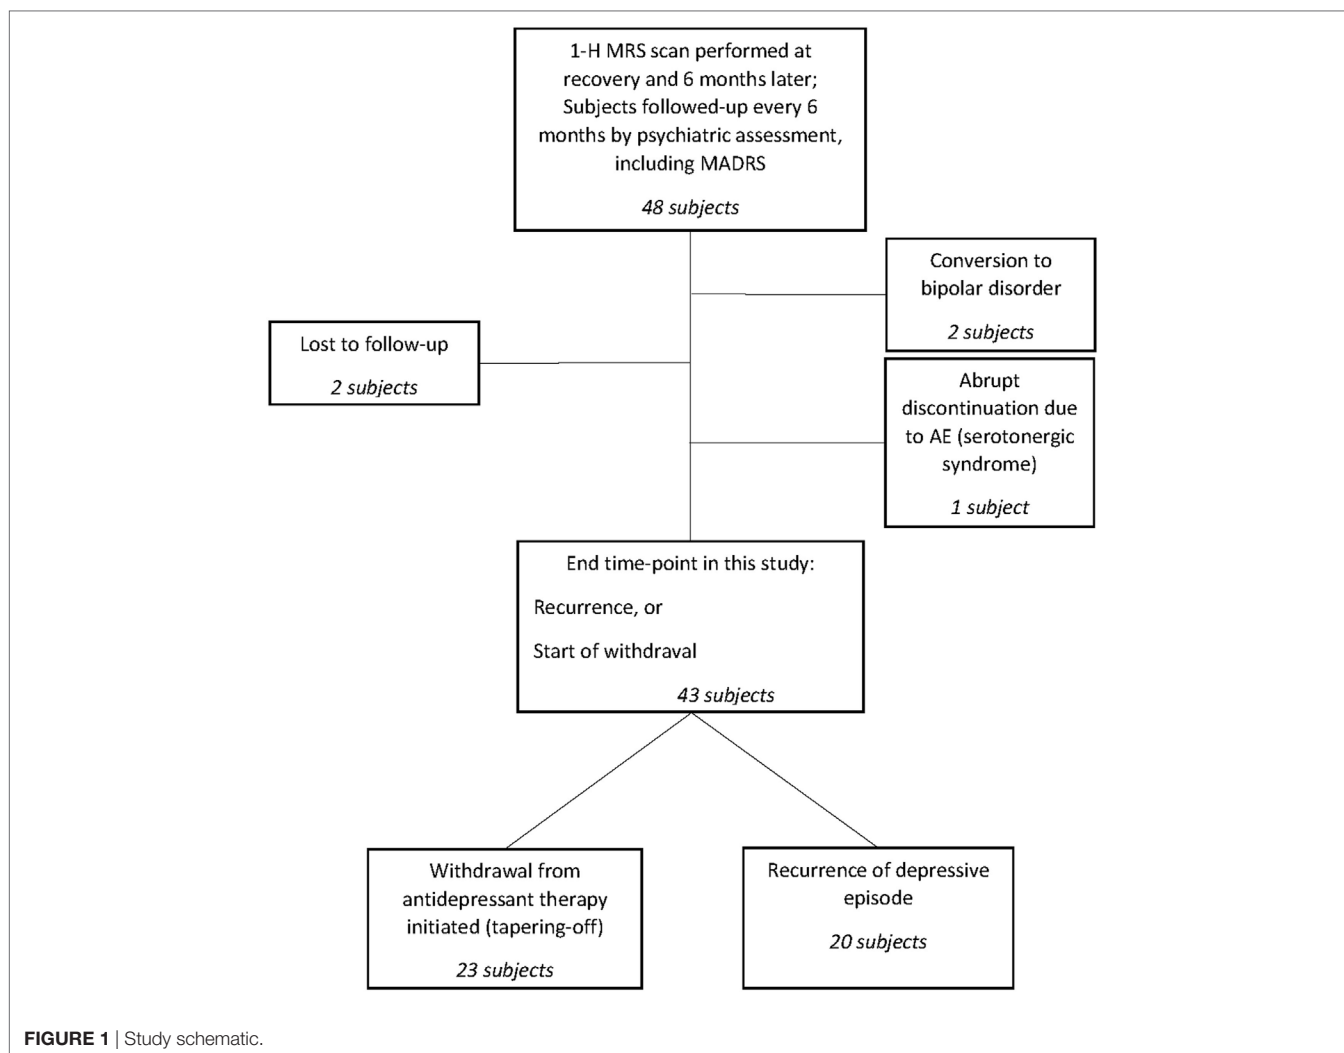 1-H MRS scan performed at
recovery and 6 months later;
Subjects followed-up every 6
months by psychiatric assessment,
including MADRS
48 subjects
Conversion to
bipolar disorder
2 subjects
Lost to follow-up
2 subjects
Abrupt
discontinuation due
to AE (serotonergic
syndrome)
1 subject
End time-point in this study:
Recurrence, or
Start of withdraval
43 subjects
Withdrawal from
antidepressant therapy
initiated (tapering-off)
23 subjects
Recurrence of depressive
episode
20 subjects
FIGURE 1 | Study schematic.